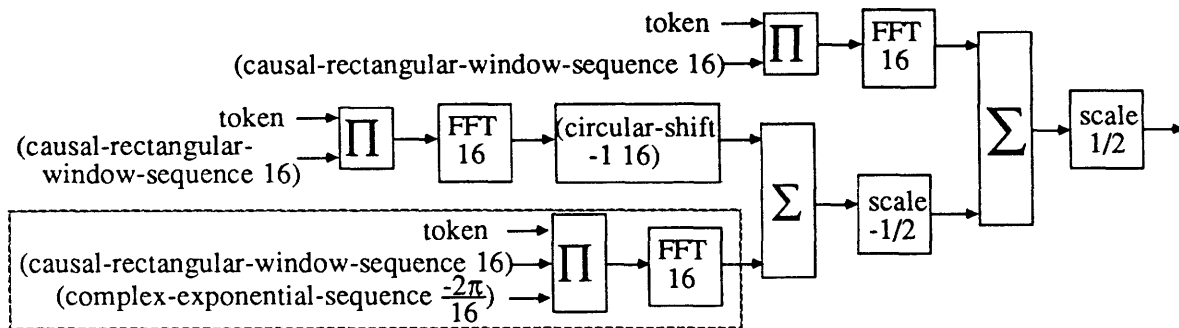 token
(causal-rectangular-window-sequence 16)
∏
FFT
16
Σ
scale
1/2
token
(causal-rectangular-
window-sequence 16)
∏
FFT
16
(circular-shift
-1 16)
Σ
scale
-1/2
token
(causal-rectangular-window-sequence 16)
(complex-exponential-sequence -2π/16)
∏
FFT
16